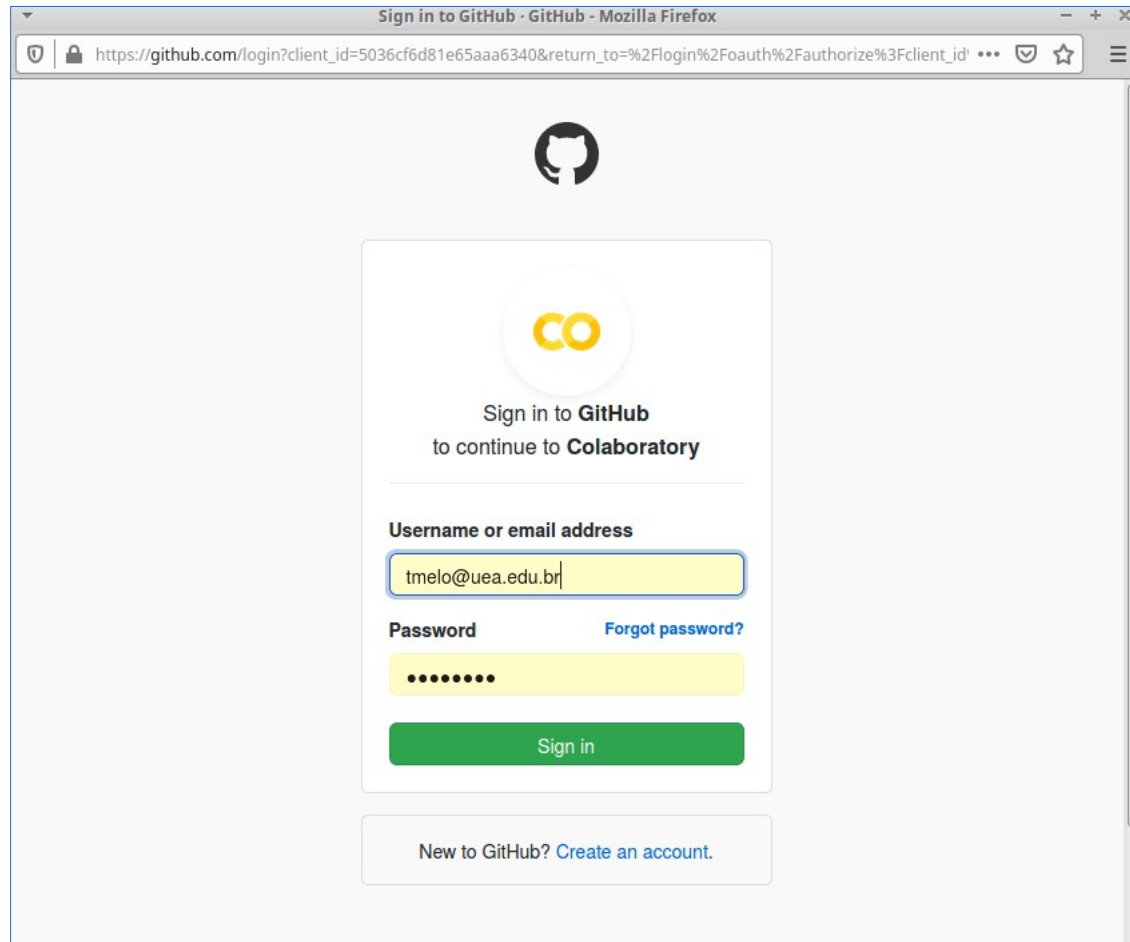 Sign in to GitHub · GitHub - Mozilla Firefox
https://github.com/login?client_id=5036cf6d81e65aaa6340&return_to=%2Flogin%2Foauth%2Fauthorize%3Fclient_id
CO
Sign in to GitHub
to continue to Colaboratory
Username or email address
tmelo@uea.edu.br
Password Forgot password?
Sign in
New to GitHub? Create an account.